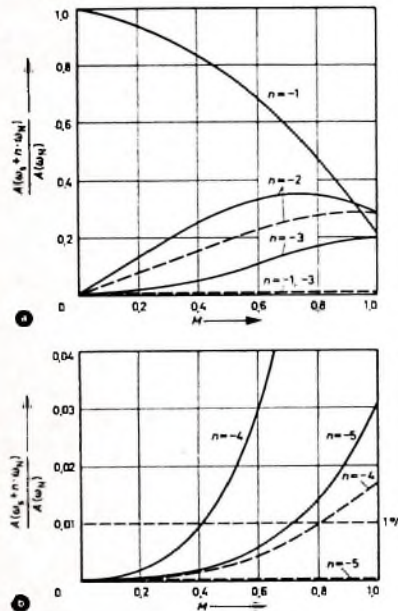 1,0
0,8
0,6
0,4
0,2
0
A(ωs + n·ωN)
A(ωN)
n=-1
n=-2
n=-3
n=-1,-3
0,2
0,4
0,6
0,8
1,0
M
a
0,04
0,03
0,02
0,01
0
A(ωs + n·ωN)
A(ωN)
n=-4
n=-5
n=-4
1%
n=-5
0,2
0,4
0,6
0,8
1,0
M
b